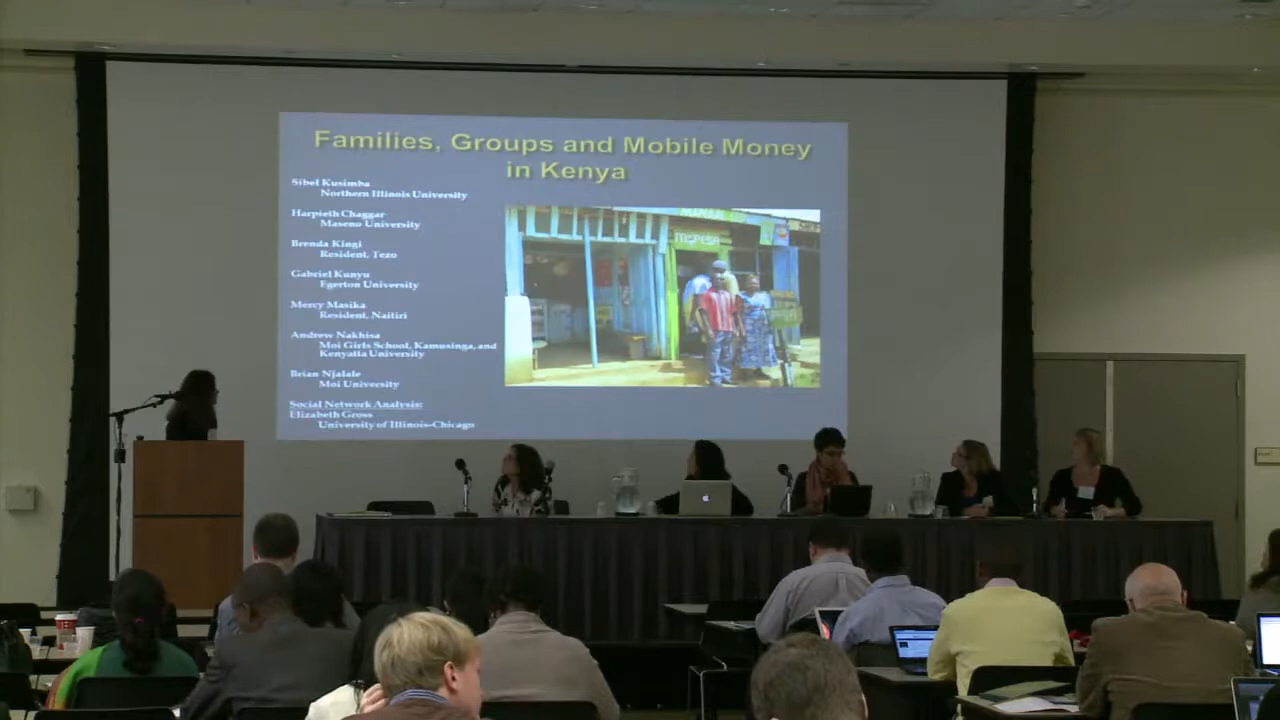 Families, Groups and Mobile Money
in Kenya
Sibel Kusimba
Northern Illinois University
Harpieth Chaggar
Maseno University
Brenda Kingi
Resident, Tezo
Gabriel Kunyu
Egerton University
Mercy Masika
Resident, Naitiri
Andrew Nakhisa
Moi Girls School, Kamusinga, and
Kenyatta University
Brian Njalale
Moi University
Social Network Analysis:
Elizabeth Gross
University of Illinois-Chicago